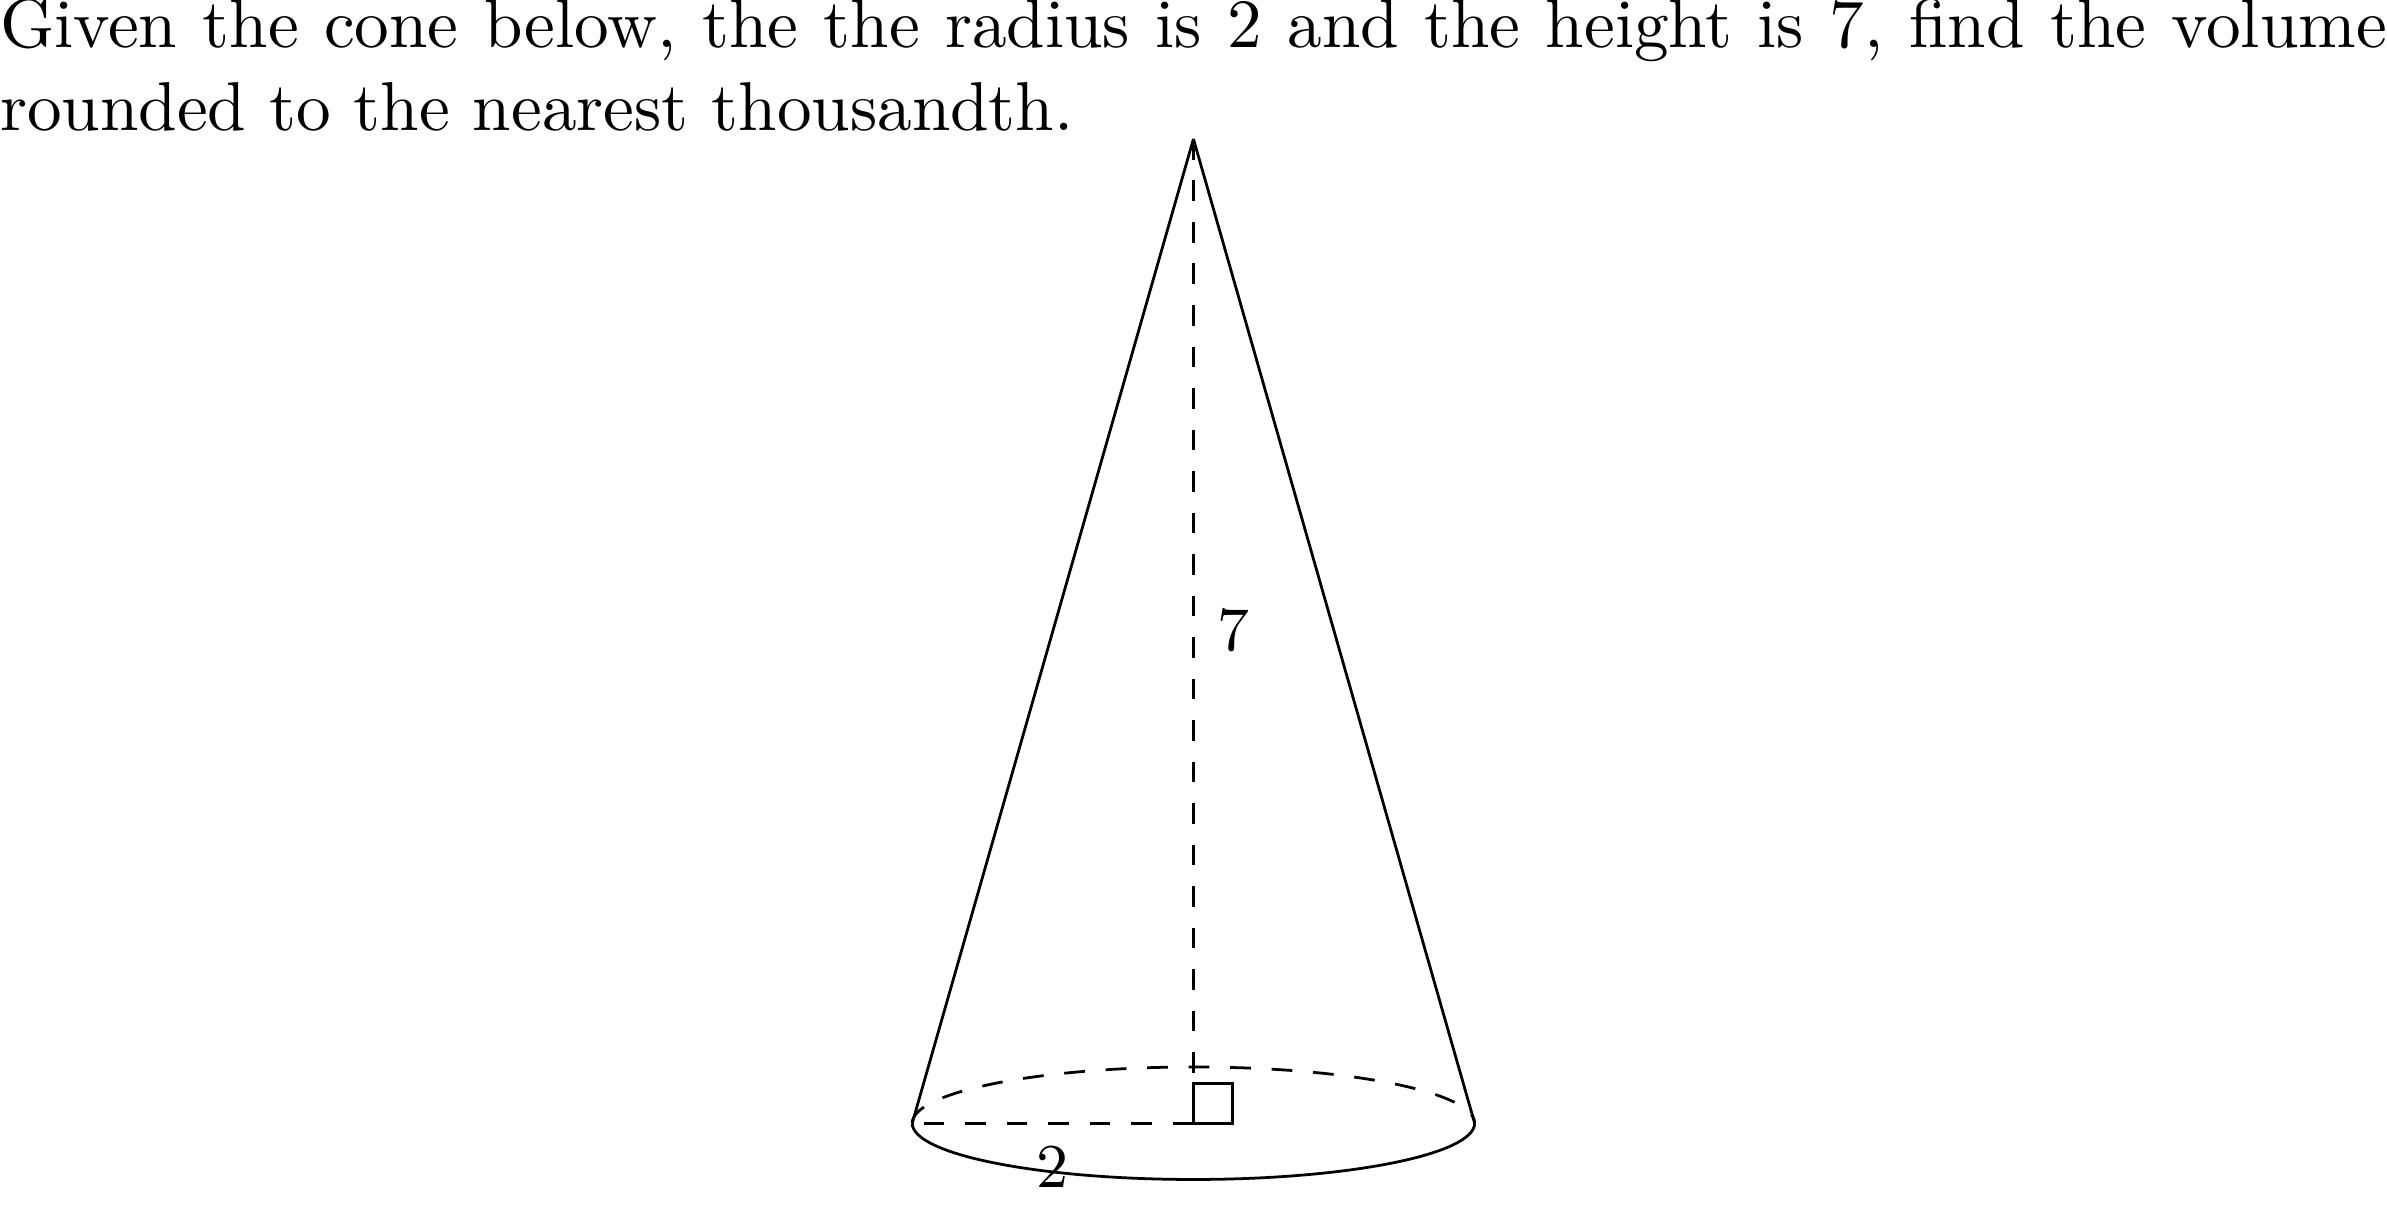 Given the cone below, the the radius is 2 and the height is 7, find the volume
rounded to the nearest thousandth.
7
2